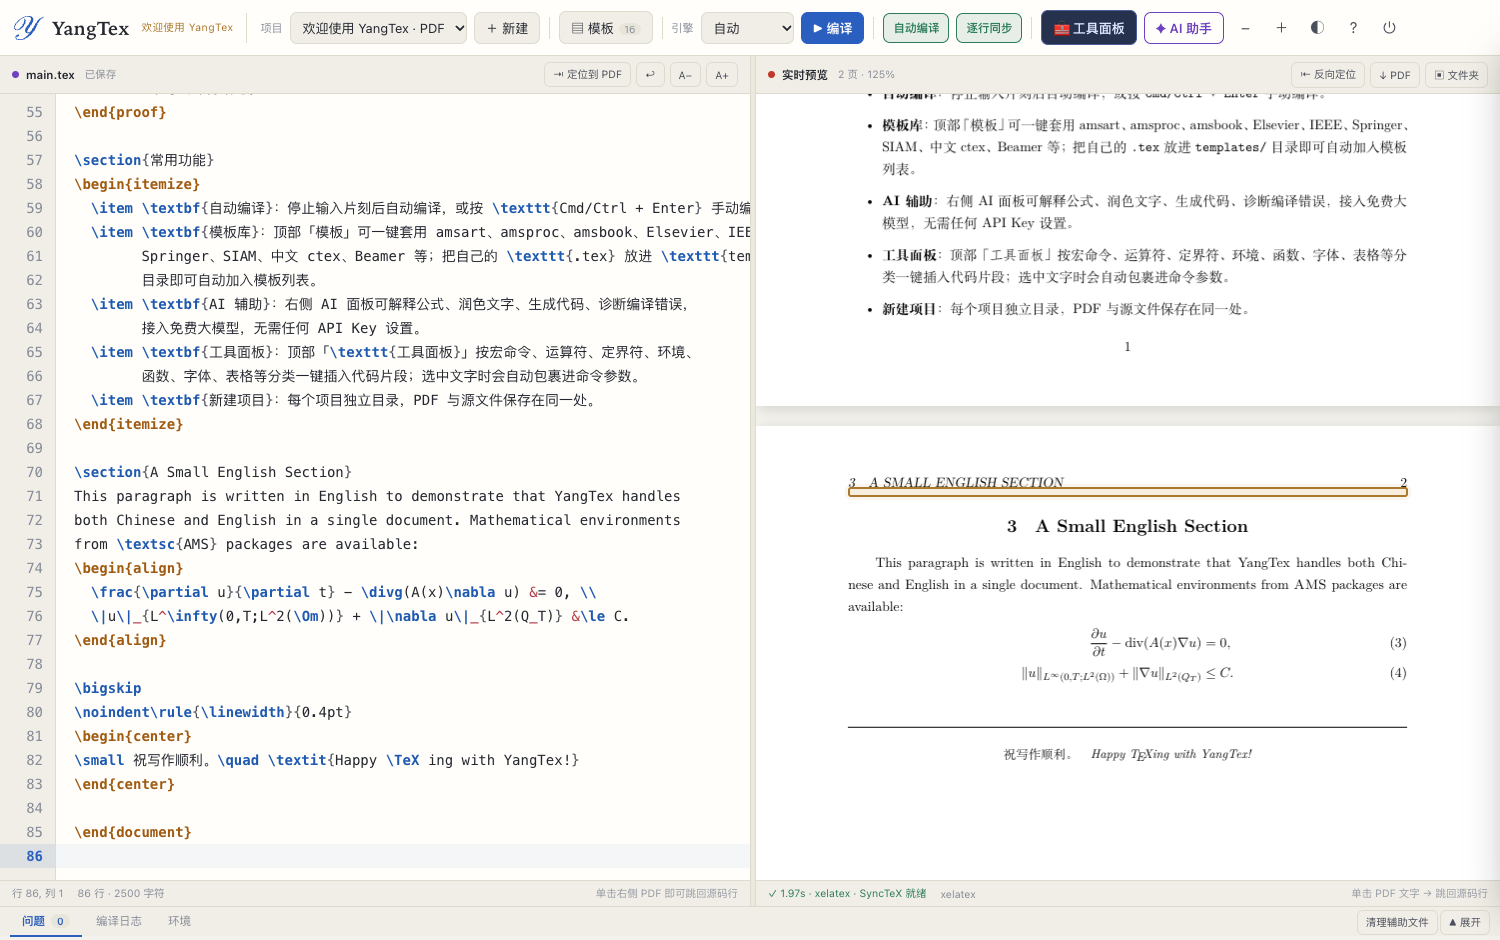 YangTex 欢迎使用 YangTex 项目 欢迎使用 YangTex · PDF ＋ 新建 模板 16 引擎 自动 ▶ 编译 自动编译 逐行同步 工具面板 ✦ AI 助手 − ＋ ?
main.tex 已保存 ⇥ 定位到 PDF ↩ A− A+
55 \end{proof}
56
57 \section{常用功能}
58 \begin{itemize}
59 \item \textbf{自动编译}：停止输入片刻后自动编译，或按 \texttt{Cmd/Ctrl + Enter} 手动编
60 \item \textbf{模板库}：顶部「模板」可一键套用 amsart、amsproc、amsbook、Elsevier、IEE
61 Springer、SIAM、中文 ctex、Beamer 等；把自己的 \texttt{.tex} 放进 \texttt{tem
62 目录即可自动加入模板列表。
63 \item \textbf{AI 辅助}：右侧 AI 面板可解释公式、润色文字、生成代码、诊断编译错误，
64 接入免费大模型，无需任何 API Key 设置。
65 \item \textbf{工具面板}：顶部「\texttt{工具面板}」按宏命令、运算符、定界符、环境、
66 函数、字体、表格等分类一键插入代码片段；选中文字时会自动包裹进命令参数。
67 \item \textbf{新建项目}：每个项目独立目录，PDF 与源文件保存在同一处。
68 \end{itemize}
69
70 \section{A Small English Section}
71 This paragraph is written in English to demonstrate that YangTex handles
72 both Chinese and English in a single document. Mathematical environments
73 from \textsc{AMS} packages are available:
74 \begin{align}
75 \frac{\partial u}{\partial t} - \divg(A(x)\nabla u) &= 0, \\
76 \|u\|_{L^\infty(0,T;L^2(\Om))} + \|\nabla u\|_{L^2(Q_T)} &\le C.
77 \end{align}
78
79 \bigskip
80 \noindent\rule{\linewidth}{0.4pt}
81 \begin{center}
82 \small 祝写作顺利。\quad \textit{Happy \TeX ing with YangTex!}
83 \end{center}
84
85 \end{document}
86
行 86, 列 1 86 行 · 2500 字符 单击右侧 PDF 即可跳回源码行
实时预览 2 页 · 125% ⇤ 反向定位 ↓ PDF ▣ 文件夹
• 自动编译：停止输入片刻后自动编译，或按 Cmd/Ctrl + Enter 手动编译。
• 模板库：顶部「模板」可一键套用 amsart、amsproc、amsbook、Elsevier、IEEE、Springer、
SIAM、中文 ctex、Beamer 等；把自己的 .tex 放进 templates/ 目录即可自动加入模板
列表。
• AI 辅助：右侧 AI 面板可解释公式、润色文字、生成代码、诊断编译错误，接入免费大
模型，无需任何 API Key 设置。
• 工具面板：顶部「工具面板」按宏命令、运算符、定界符、环境、函数、字体、表格等分
类一键插入代码片段；选中文字时会自动包裹进命令参数。
• 新建项目：每个项目独立目录，PDF 与源文件保存在同一处。
1
3 A SMALL ENGLISH SECTION 2
3 A Small English Section
This paragraph is written in English to demonstrate that YangTex handles both Chi-
nese and English in a single document. Mathematical environments from AMS packages are
available:
∂u/∂t − div(A(x)∇u) = 0, (3)
‖u‖L∞(0,T;L²(Ω)) + ‖∇u‖L²(QT) ≤ C. (4)
祝写作顺利。 Happy TEXing with YangTex!
✓ 1.97s · xelatex · SyncTeX 就绪 xelatex 单击 PDF 文字 → 跳回源码行
问题 0 编译日志 环境 清理辅助文件 ▲ 展开